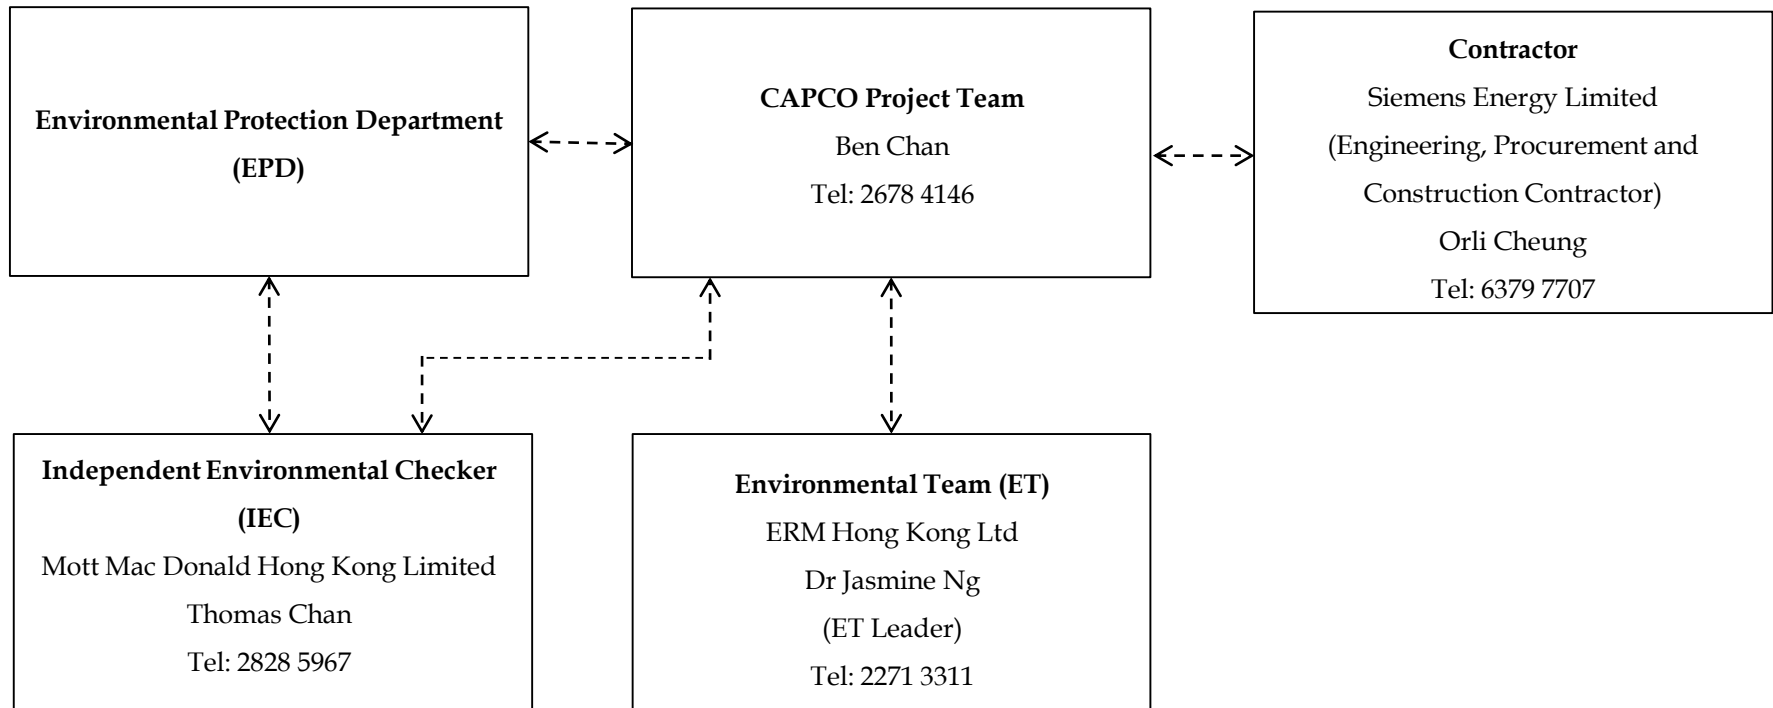 Environmental Protection Department
(EPD)
CAPCO Project Team
Ben Chan
Tel: 2678 4146
Contractor
Siemens Energy Limited
(Engineering, Procurement and
Construction Contractor)
Orli Cheung
Tel: 6379 7707
Independent Environmental Checker
(IEC)
Mott Mac Donald Hong Kong Limited
Thomas Chan
Tel: 2828 5967
Environmental Team (ET)
ERM Hong Kong Ltd
Dr Jasmine Ng
(ET Leader)
Tel: 2271 3311